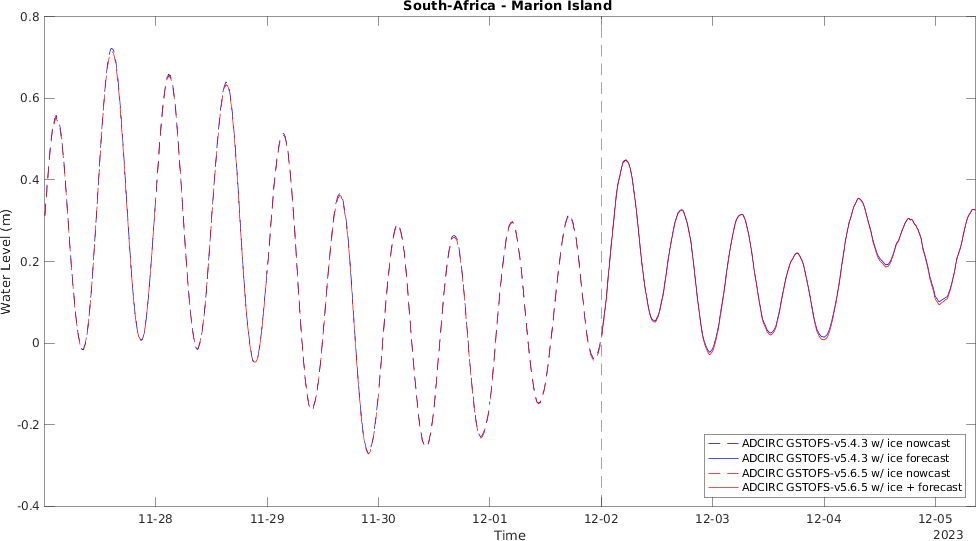 South-Africa - Marion Island
0.8
0.6
0.4
0.2
0
-0.2
-0.4
Water Level (m)
11-28 11-29 11-30 12-01 12-02 12-03 12-04 12-05
Time
2023
ADCIRC GSTOFS-v5.4.3 w/ ice nowcast
ADCIRC GSTOFS-v5.4.3 w/ ice forecast
ADCIRC GSTOFS-v5.6.5 w/ ice nowcast
ADCIRC GSTOFS-v5.6.5 w/ ice + forecast